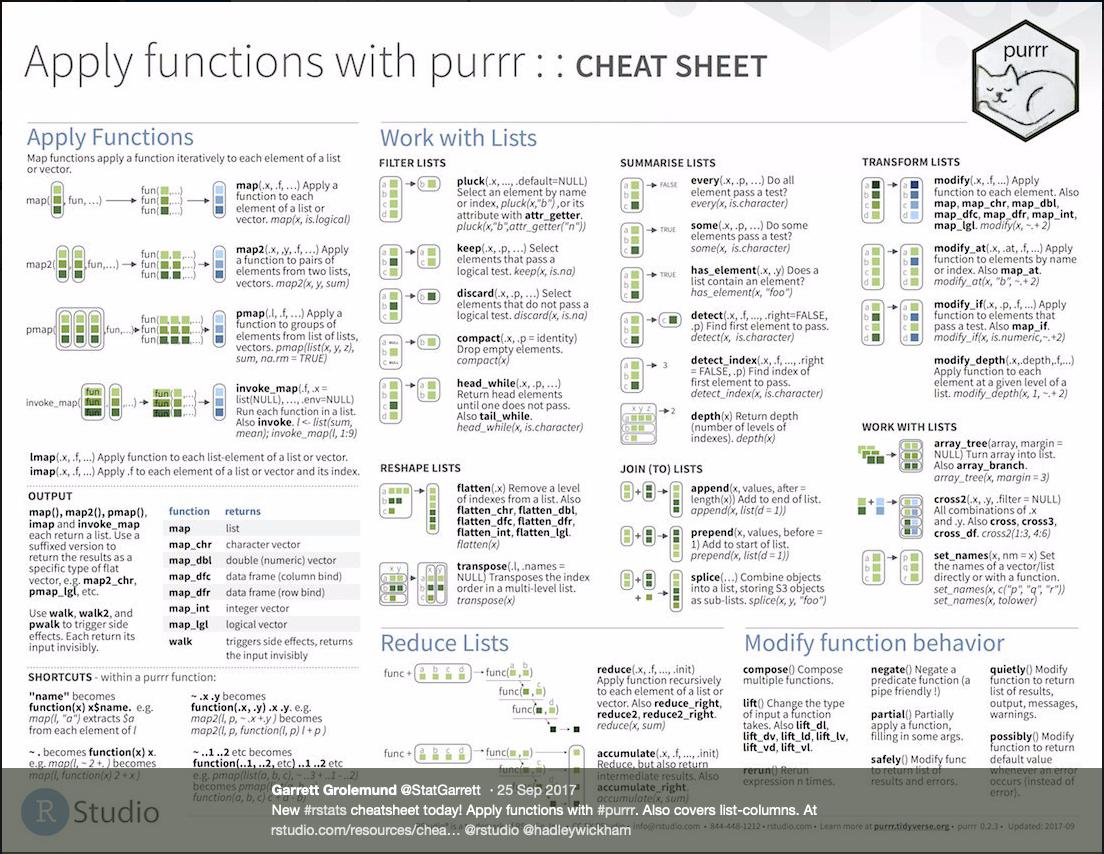 Apply functions with purrr : : CHEAT SHEET
purrr
Apply Functions
Map functions apply a function iteratively to each element of a list
or vector.
map( , fun, …)
fun( ,…)
fun( ,…)
fun( ,…)
map(.x, .f, …) Apply a
function to each
element of a list or
vector. map(x, is.logical)
map2( ,fun,…)
fun( , ,…)
fun( , ,…)
fun( , ,…)
map2(.x, ,y, .f, …) Apply
a function to pairs of
elements from two lists,
vectors. map2(x, y, sum)
pmap( ,fun,…)
fun( ,…)
fun( ,…)
fun( ,…)
pmap(.l, .f, …) Apply a
function to groups of
elements from list of lists,
vectors. pmap(list(x, y, z),
sum, na.rm = TRUE)
invoke_map( , ,…)
fun
fun
fun
fun( ,…)
fun( ,…)
fun( ,…)
invoke_map(.f, .x =
list(NULL), …, .env=NULL)
Run each function in a list.
Also invoke. l <- list(sum,
mean); invoke_map(l, 1:9)
lmap(.x, .f, ...) Apply function to each list-element of a list or vector.
imap(.x, .f, ...) Apply .f to each element of a list or vector and its index.
OUTPUT
map(), map2(), pmap(),
imap and invoke_map
each return a list. Use a
suffixed version to
return the results as a
specific type of flat
vector, e.g. map2_chr,
pmap_lgl, etc.
Use walk, walk2, and
pwalk to trigger side
effects. Each return its
input invisibly.
function returns
map list
map_chr character vector
map_dbl double (numeric) vector
map_dfc data frame (column bind)
map_dfr data frame (row bind)
map_int integer vector
map_lgl logical vector
walk triggers side effects, returns
the input invisibly
SHORTCUTS - within a purrr function:
"name" becomes
function(x) x$name. e.g.
map(l, "a") extracts $a
from each element of l
~ . becomes function(x) x.
e.g. map(l, ~ 2 +. ) becomes
map(l, function(x) 2 + x )
~ .x .y becomes
function(.x, .y) .x .y. e.g.
map2(l, p, ~ .x +.y ) becomes
map2(l, p, function(l, p) l + p )
~ ..1 ..2 etc becomes
function(..1, ..2, etc) ..1 ..2 etc
e.g. pmap(list(a, b, c), ~ ..3 + ..1 - ..2)
function(a, b, c) c + a - b)
Work with Lists
FILTER LISTS
pluck(.x, ..., .default=NULL)
Select an element by name
or index, pluck(x,"b") ,or its
attribute with attr_getter.
pluck(x,"b",attr_getter("n"))
keep(.x, .p, …) Select
elements that pass a
logical test. keep(x, is.na)
discard(.x, .p, …) Select
elements that do not pass a
logical test. discard(x, is.na)
compact(.x, .p = identity)
Drop empty elements.
compact(x)
head_while(.x, .p, …)
Return head elements
until one does not pass.
Also tail_while.
head_while(x, is.character)
SUMMARISE LISTS
FALSE
every(.x, .p, …) Do all
element pass a test?
every(x, is.character)
TRUE
some(.x, .p, …) Do some
elements pass a test?
some(x, is.character)
TRUE
has_element(.x, .y) Does a
list contain an element?
has_element(x, "foo")
detect(.x, .f, ..., .right=FALSE,
.p) Find first element to pass.
detect(x, is.character)
3
detect_index(.x, .f, ..., .right
= FALSE, .p) Find index of
first element to pass.
detect_index(x, is.character)
x y z
2
depth(x) Return depth
(number of levels of
indexes). depth(x)
TRANSFORM LISTS
modify(.x, .f, ...) Apply
function to each element. Also
map, map_chr, map_dbl,
map_dfc, map_dfr, map_int,
map_lgl. modify(x, ~.+ 2)
modify_at(.x, .at, .f, ...) Apply
function to elements by name
or index. Also map_at.
modify_at(x, "b", ~.+ 2)
modify_if(.x, .p, .f, ...) Apply
function to elements that
pass a test. Also map_if.
modify_if(x, is.numeric,~.+2)
modify_depth(.x,.depth,.f,...)
Apply function to each
element at a given level of a
list. modify_depth(x, 1, ~.+ 2)
RESHAPE LISTS
flatten(.x) Remove a level
of indexes from a list. Also
flatten_chr, flatten_dbl,
flatten_dfc, flatten_dfr,
flatten_int, flatten_lgl.
flatten(x)
transpose(.l, .names =
NULL) Transposes the index
order in a multi-level list.
transpose(x)
JOIN (TO) LISTS
append(x, values, after =
length(x)) Add to end of list.
append(x, list(d = 1))
prepend(x, values, before =
1) Add to start of list.
prepend(x, list(d = 1))
splice(…) Combine objects
into a list, storing S3 objects
as sub-lists. splice(x, y, "foo")
WORK WITH LISTS
array_tree(array, margin =
NULL) Turn array into list.
Also array_branch.
array_tree(x, margin = 3)
cross2(.x, .y, .filter = NULL)
All combinations of .x
and .y. Also cross, cross3,
cross_df. cross2(1:3, 4:6)
set_names(x, nm = x) Set
the names of a vector/list
directly or with a function.
set_names(x, c("p", "q", "r"))
set_names(x, tolower)
Reduce Lists
func + a b c d
func( , )
func( , )
func( , )
reduce(.x, .f, ..., .init)
Apply function recursively
to each element of a list or
vector. Also reduce_right,
reduce2, reduce2_right.
reduce(x, sum)
func + a b c d
func( , )
func( , )
func( , )
accumulate(.x, .f, ..., .init)
Reduce, but also return
intermediate results. Also
accumulate_right.
accumulate(x, sum)
Modify function behavior
compose() Compose
multiple functions.
lift() Change the type
of input a function
takes. Also lift_dl,
lift_dv, lift_ld, lift_lv,
lift_vd, lift_vl.
rerun() Rerun
expression n times.
negate() Negate a
predicate function (a
pipe friendly !)
partial() Partially
apply a function,
filling in some args.
safely() Modify func
to return list of
results and errors.
quietly() Modify
function to return
list of results,
output, messages,
warnings.
possibly() Modify
function to return
default value
whenever an error
occurs (instead of
error).
R Studio
info@rstudio.com • 844-448-1212 • rstudio.com • Learn more at purrr.tidyverse.org • purrr 0.2.3 • Updated: 2017-09
Garrett Grolemund @StatGarrett · 25 Sep 2017
New #rstats cheatsheet today! Apply functions with #purrr. Also covers list-columns. At
rstudio.com/resources/chea… @rstudio @hadleywickham